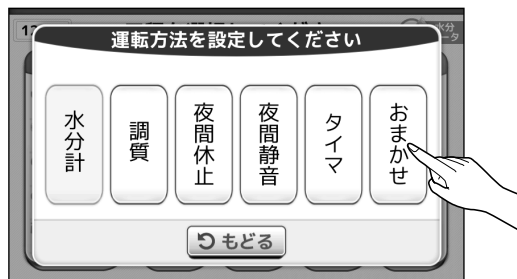 運転方法を設定してください
水分計
調質
夜間休止
夜間静音
タイマ
おまかせ
もどる